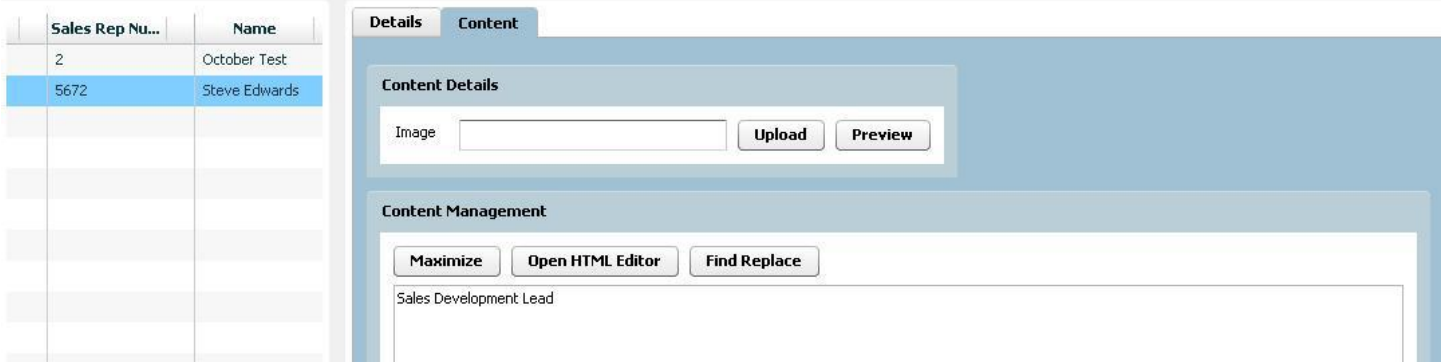 Sales Rep Nu... Name
2 October Test
5672 Steve Edwards
Details Content
Content Details
Image Upload Preview
Content Management
Maximize Open HTML Editor Find Replace
Sales Development Lead